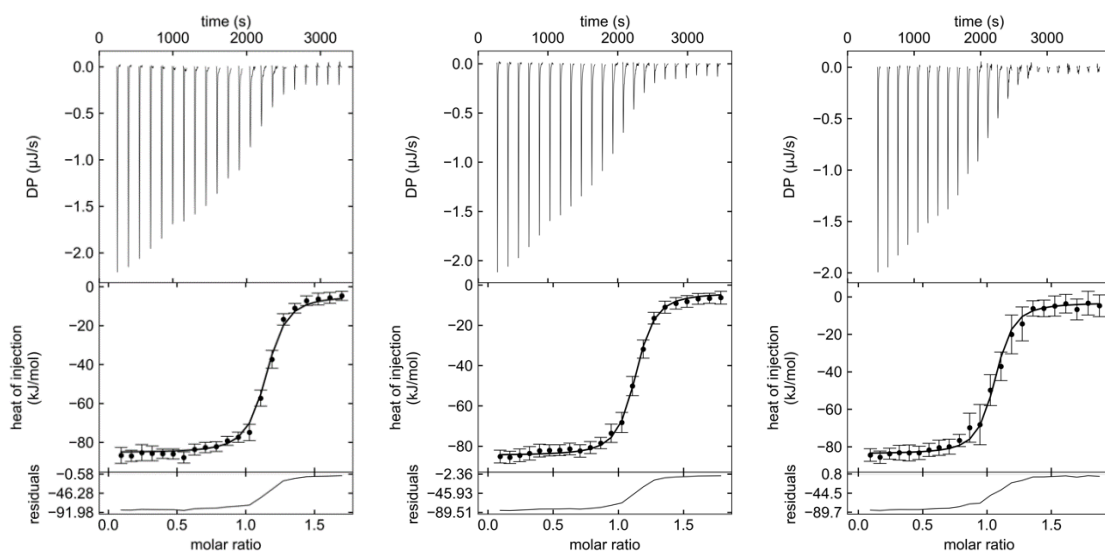 time (s)
0 1000 2000 3000
DP (µJ/s)
0.0
−0.5
−1.0
−1.5
−2.0
heat of injection
(kJ/mol)
0
−20
−40
−60
−80
residuals
−0.58
−46.28
−91.98
0.0 0.5 1.0 1.5
molar ratio
time (s)
0 1000 2000 3000
DP (µJ/s)
0.0
−0.5
−1.0
−1.5
−2.0
heat of injection
(kJ/mol)
0
−20
−40
−60
−80
residuals
−2.36
−45.93
−89.51
0.0 0.5 1.0 1.5
molar ratio
time (s)
0 1000 2000 3000
DP (µJ/s)
0.0
−0.5
−1.0
−1.5
−2.0
heat of injection
(kJ/mol)
0
−20
−40
−60
−80
residuals
0.8
−44.5
−89.7
0.0 0.5 1.0 1.5
molar ratio